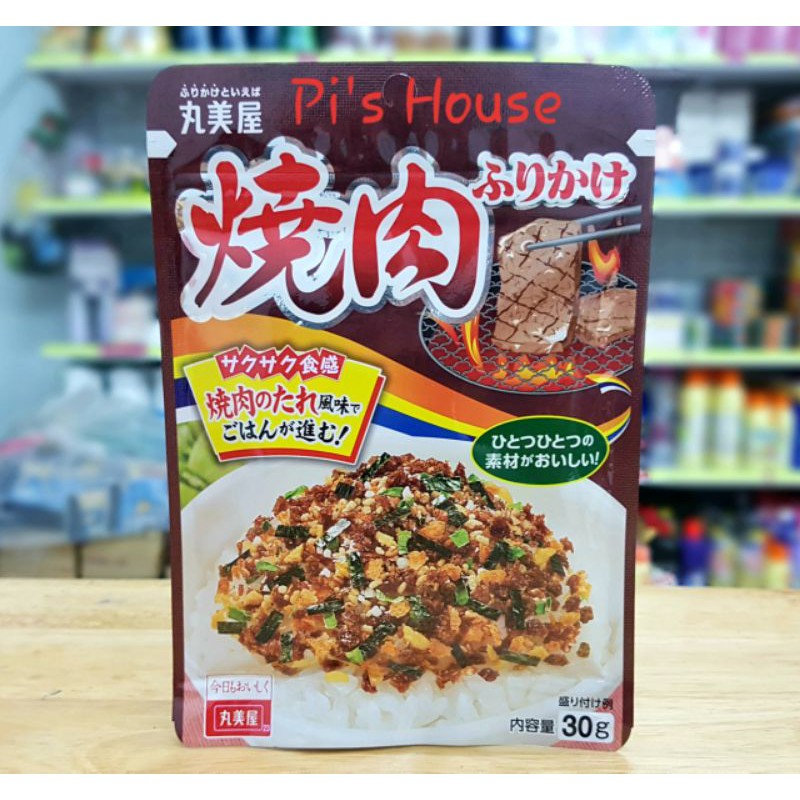 Pi's House
ふりかけといえば
丸美屋
焼肉
ふりかけ
サクサク食感
焼肉のたれ風味で
ごはんが進む!
ひとつひとつの
素材がおいしい!
今日もおいしく
丸美屋
盛り付け例
内容量 30g